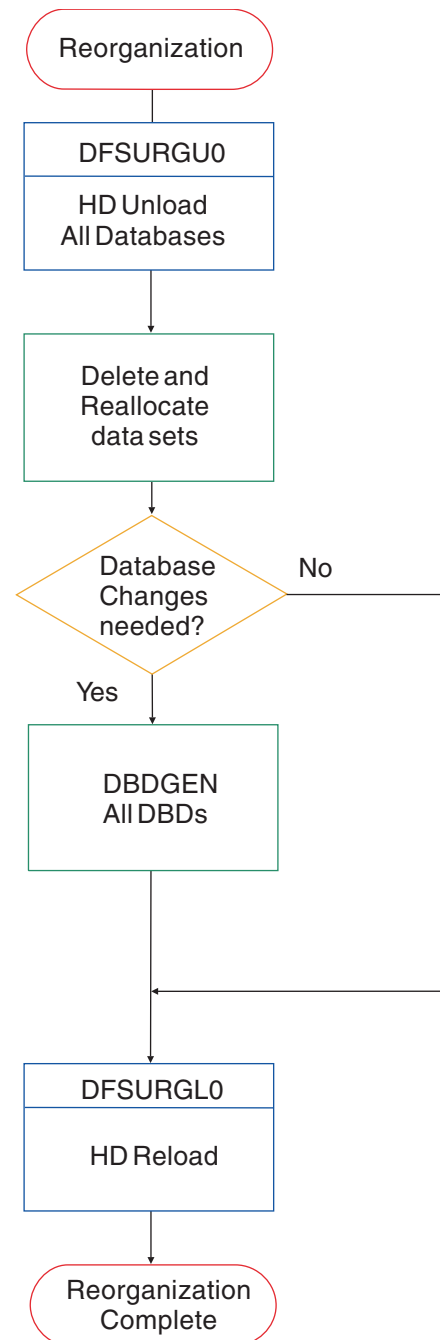 Reorganization
DFSURGU0
HD Unload
All Databases
Delete and
Reallocate
data sets
Database
Changes
needed?
No
Yes
DBDGEN
All DBDs
DFSURGL0
HD Reload
Reorganization
Complete